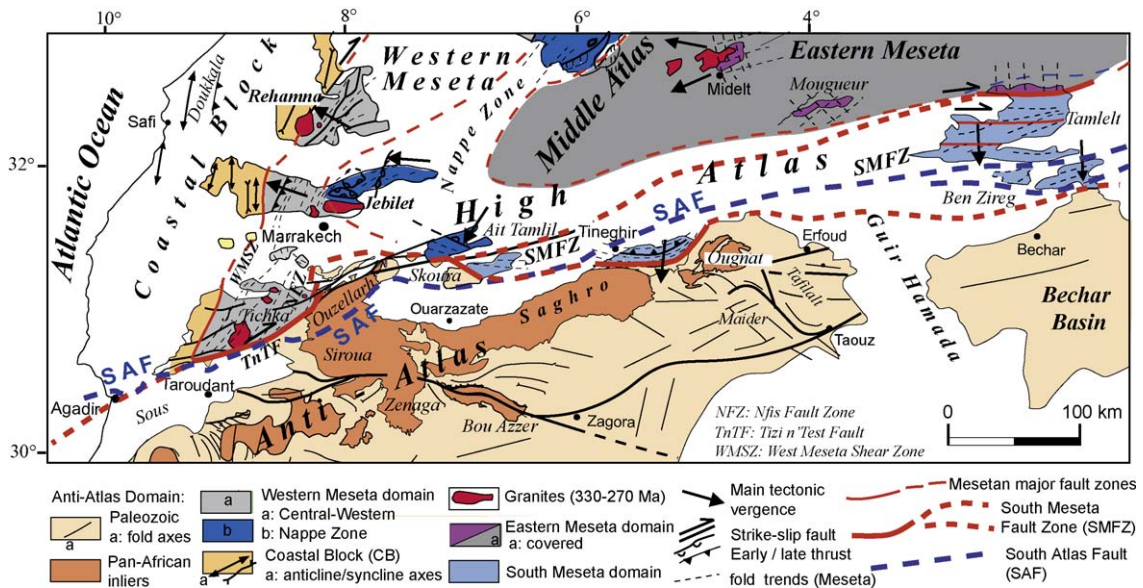 10°
8°
6°
4°
32°
30°
Atlantic Ocean
Coastal Block
Doukkala
Safi
Rehamna
Western
Meseta
Nappe Zone
Middle Atlas
Eastern Meseta
Midelt
Mougueur
Tamlelt
High Atlas
SMFZ
SAF
Ben Zireg
Jebilet
Marrakech
WMSZ
Ait Tamlil
Tineghir
SMFZ
Skoura
Erfoud
Ougnat
Tafilalt
Guir Hamada
Bechar
Bechar
Basin
Tichka
Ouzellarh
Ouarzazate
Saghro
Maider
Taouz
SAF
TnTF
Siroua
SAF
Anti-Atlas
Agadir
Taroudant
Sous
Zenaga
Bou Azzer
Zagora
NFZ: Nfis Fault Zone
TnTF: Tizi n'Test Fault
WMSZ: West Meseta Shear Zone
0 100 km
Anti-Atlas Domain:
Paleozoic
a: fold axes
a
Pan-African
inliers
a
Western Meseta domain
a: Central-Western
b
b: Nappe Zone
Coastal Block (CB)
a
a: anticline/syncline axes
Granites (330-270 Ma)
Eastern Meseta domain
a
a: covered
South Meseta domain
Main tectonic
vergence
Strike-slip fault
Early / late thrust
fold trends (Meseta)
Mesetan major fault zones
South Meseta
Fault Zone (SMFZ)
South Atlas Fault
(SAF)